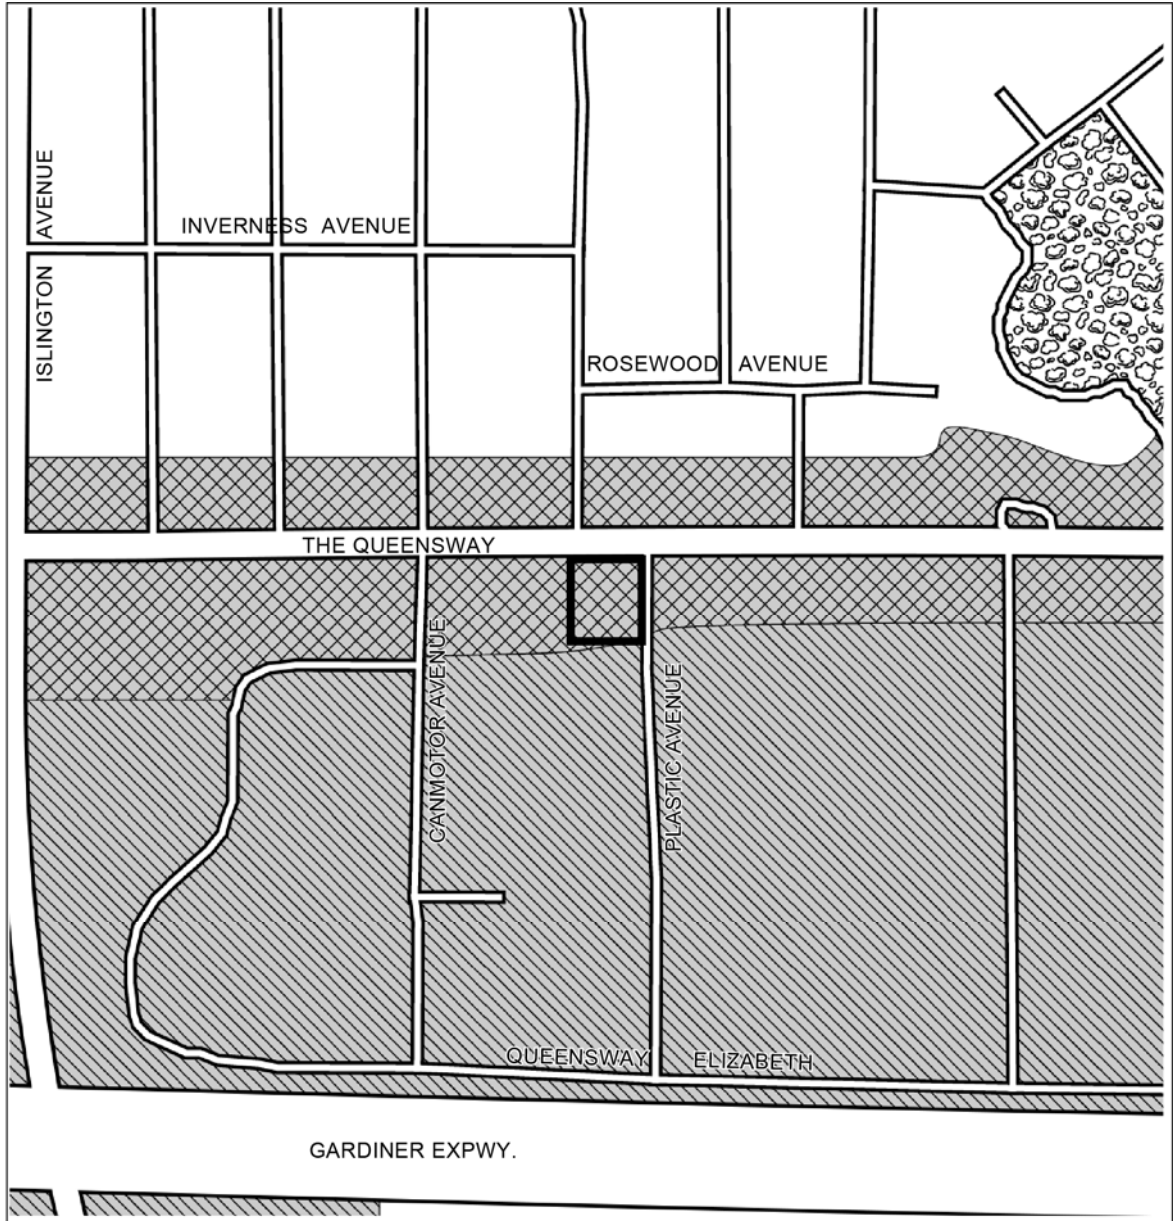 ISLINGTON AVENUE
INVERNESS AVENUE
ROSEWOOD AVENUE
THE QUEENSWAY
CANMOTOR AVENUE
PLASTIC AVENUE
QUEENSWAY ELIZABETH
GARDINER EXPWY.